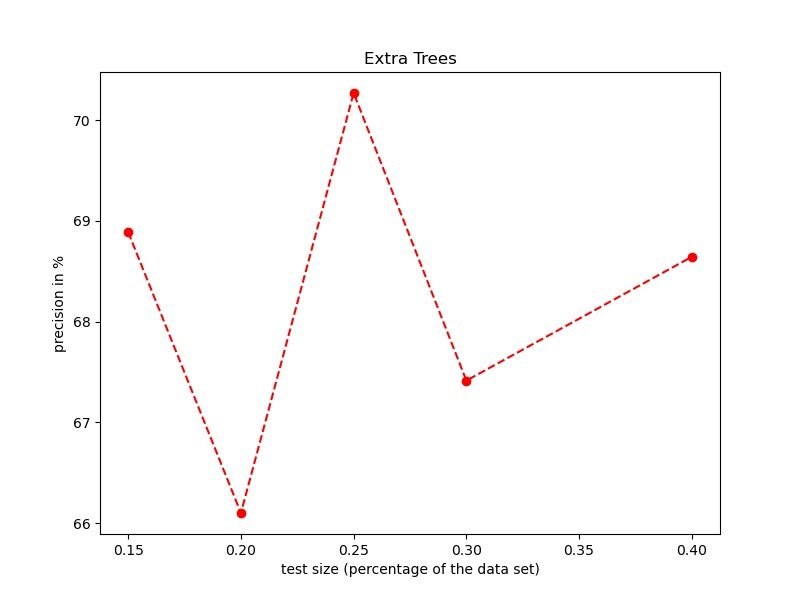 Extra Trees
70
69
68
67
66
precision in %
0.15 0.20 0.25 0.30 0.35 0.40
test size (percentage of the data set)